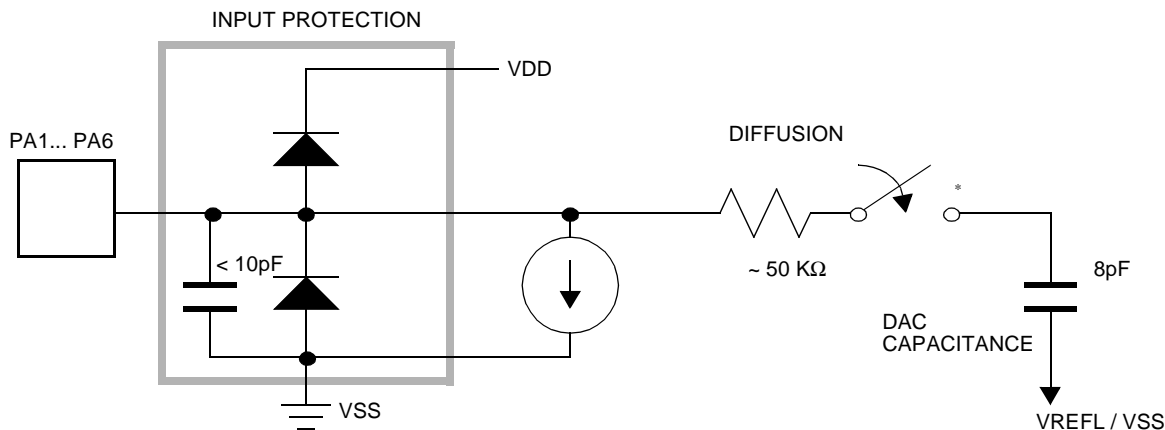 INPUT PROTECTION
VDD
PA1... PA6
DIFFUSION
*
< 10pF
~ 50 KΩ
8pF
DAC
CAPACITANCE
VSS
VREFL / VSS